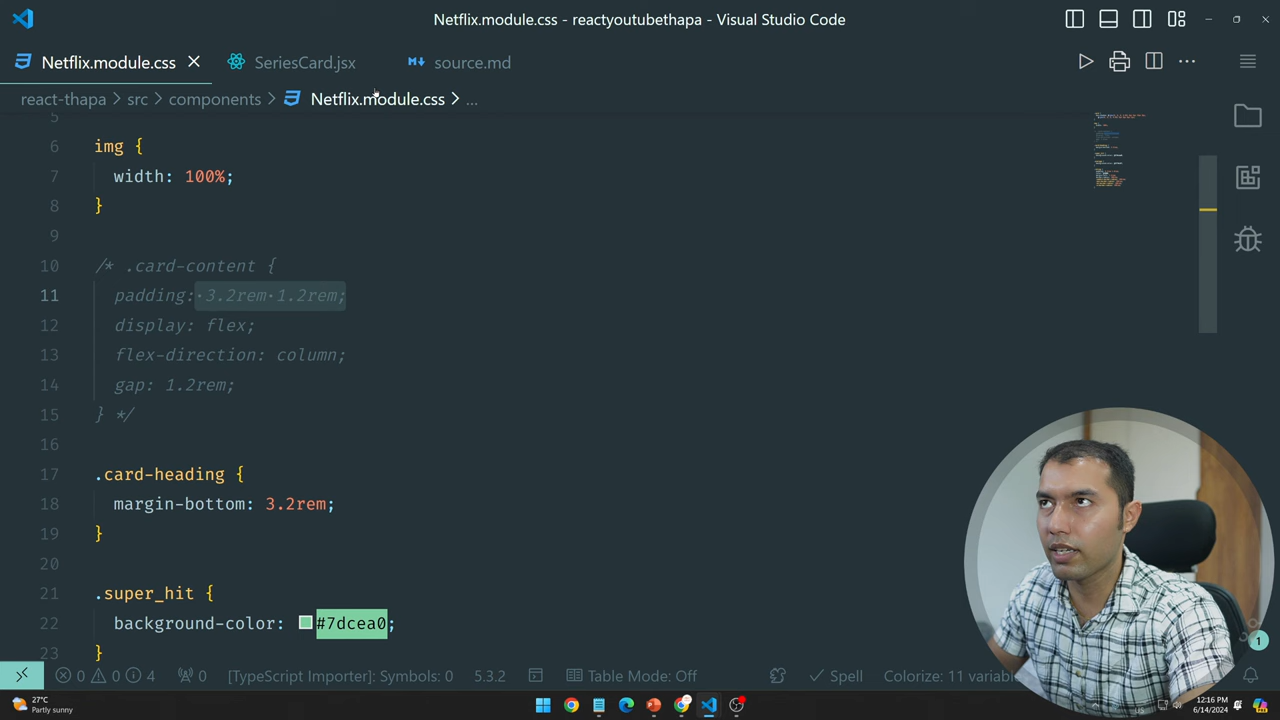 Netflix.module.css - reactyoutubethapa - Visual Studio Code
Netflix.module.css SeriesCard.jsx source.md
react-thapa > src > components > Netflix.module.css > ...
5
6 img {
7 width: 100%;
8 }
9
10 /* .card-content {
11 padding:·3.2rem·1.2rem;
12 display: flex;
13 flex-direction: column;
14 gap: 1.2rem;
15 } */
16
17 .card-heading {
18 margin-bottom: 3.2rem;
19 }
20
21 .super_hit {
22 background-color: #7dcea0;
23 }
0 0 4 0 [TypeScript Importer]: Symbols: 0 5.3.2 Table Mode: Off Spell Colorize: 11 variable
1
27°C
Partly sunny
12:16 PM
6/14/2024